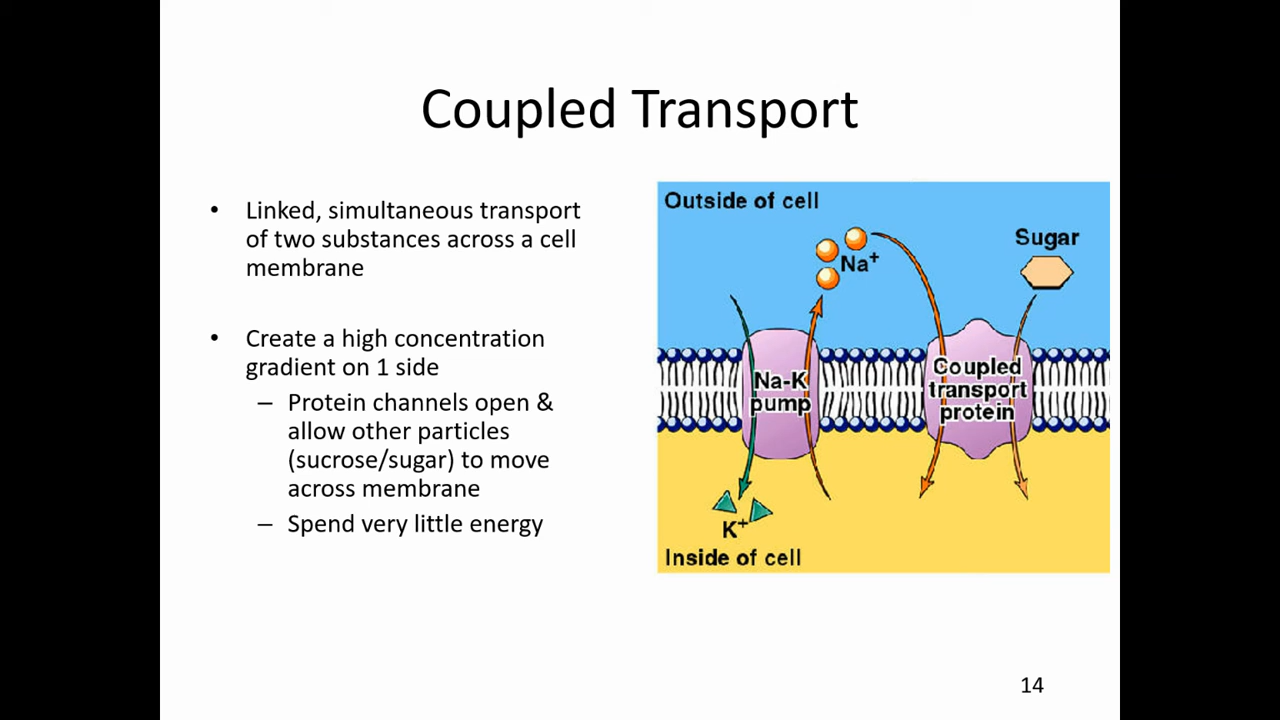 Coupled Transport
• Linked, simultaneous transport
of two substances across a cell
membrane
• Create a high concentration
gradient on 1 side
– Protein channels open &
allow other particles
(sucrose/sugar) to move
across membrane
– Spend very little energy
Outside of cell
Sugar
Na⁺
Na-K
pump
Coupled
transport
protein
K⁺
Inside of cell
14